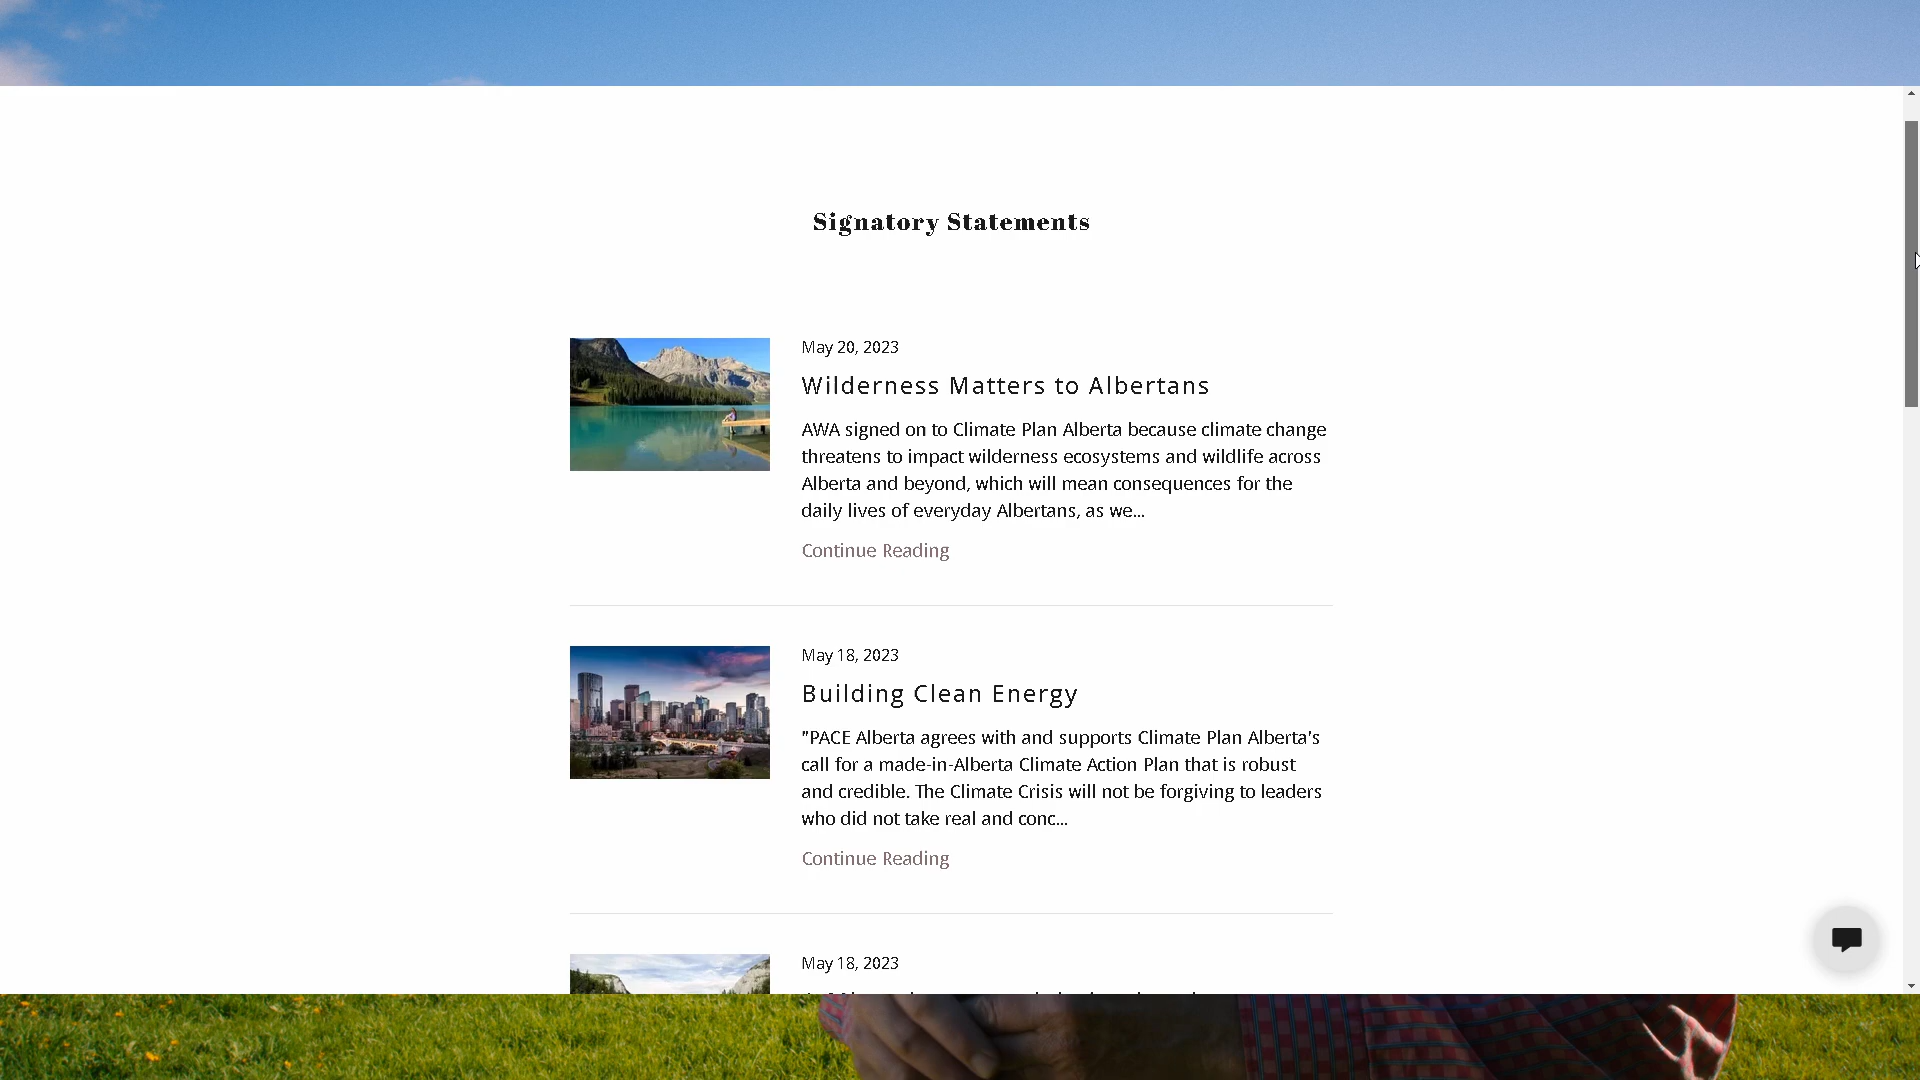 Signatory Statements
May 20, 2023
Wilderness Matters to Albertans
AWA signed on to Climate Plan Alberta because climate change
threatens to impact wilderness ecosystems and wildlife across
Alberta and beyond, which will mean consequences for the
daily lives of everyday Albertans, as we...
Continue Reading
May 18, 2023
Building Clean Energy
"PACE Alberta agrees with and supports Climate Plan Alberta's
call for a made-in-Alberta Climate Action Plan that is robust
and credible. The Climate Crisis will not be forgiving to leaders
who did not take real and conc...
Continue Reading
May 18, 2023